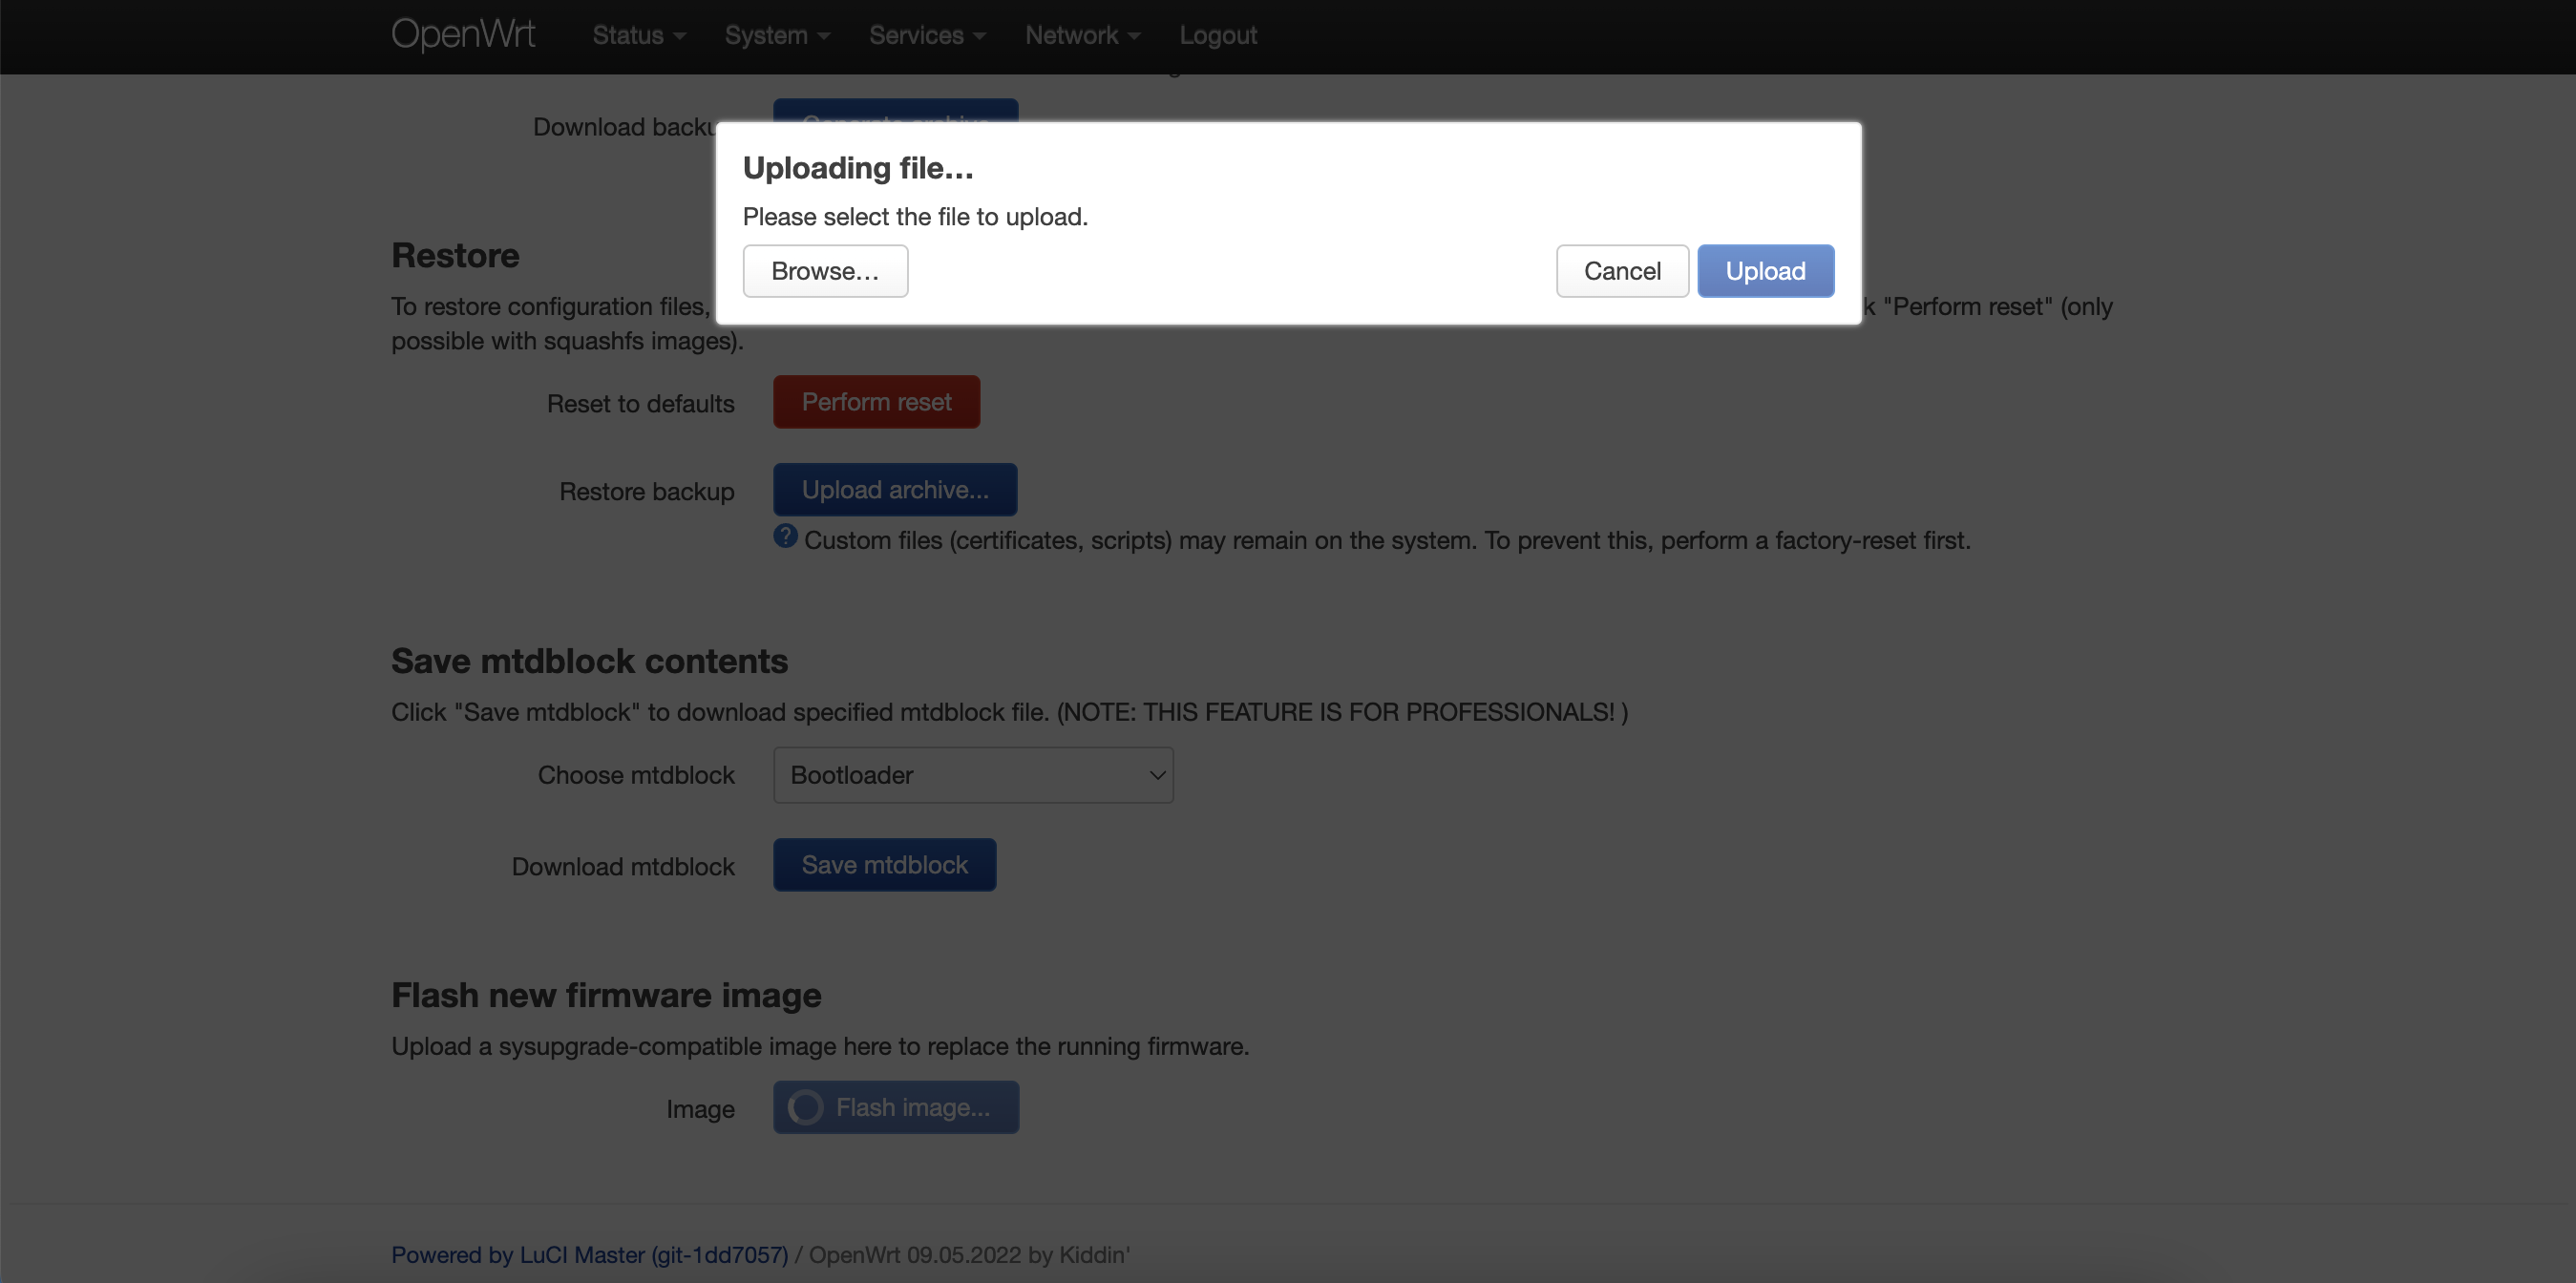 OpenWrt Status System Services Network Logout
Download backu
Uploading file...
Please select the file to upload.
Browse...
Cancel Upload
Restore
To restore configuration files, k "Perform reset" (only
possible with squashfs images).
Reset to defaults Perform reset
Restore backup Upload archive...
? Custom files (certificates, scripts) may remain on the system. To prevent this, perform a factory-reset first.
Save mtdblock contents
Click "Save mtdblock" to download specified mtdblock file. (NOTE: THIS FEATURE IS FOR PROFESSIONALS! )
Choose mtdblock Bootloader
Download mtdblock Save mtdblock
Flash new firmware image
Upload a sysupgrade-compatible image here to replace the running firmware.
Image Flash image...
Powered by LuCI Master (git-1dd7057) / OpenWrt 09.05.2022 by Kiddin'